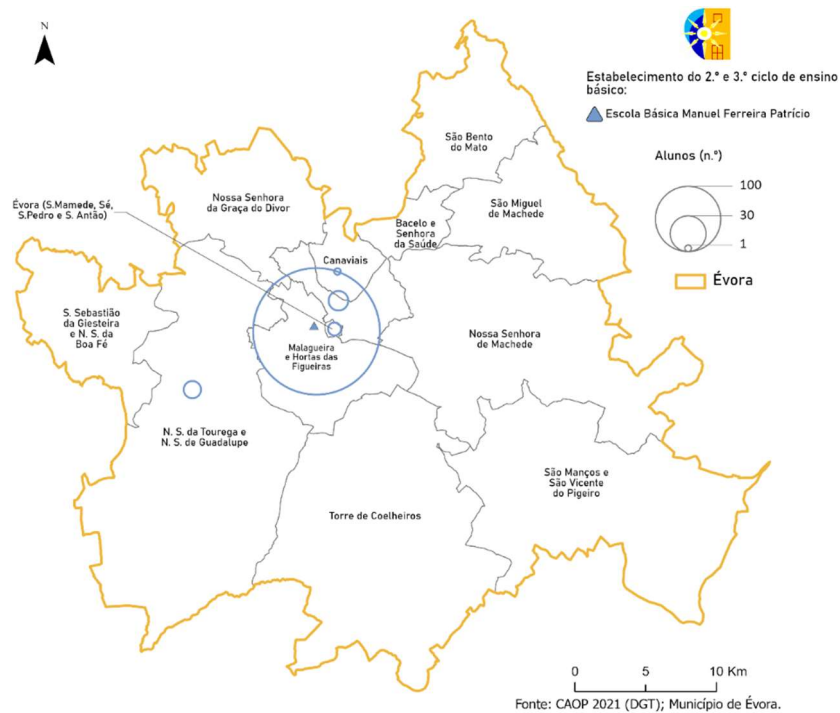 N
Estabelecimento do 2.º e 3.º ciclo de ensino
básico:
Escola Básica Manuel Ferreira Patrício
Alunos (n.º)
100
30
1
Évora
São Bento
do Mato
São Miguel
de Machede
Nossa Senhora
da Graça do Divor
Évora (S.Mamede, Sé,
S.Pedro e S. Antão)
Bacelo e
Senhora
da Saúde
Canaviais
S. Sebastião
da Giesteira
e N. S. da
Boa Fé
Nossa Senhora
de Machede
Malagueira
e Hortas das
Figueiras
N. S. da Tourega e
N. S. de Guadalupe
São Manços e
São Vicente
do Pigeiro
Torre de Coelheiros
0 5 10 Km
Fonte: CAOP 2021 (DGT); Município de Évora.